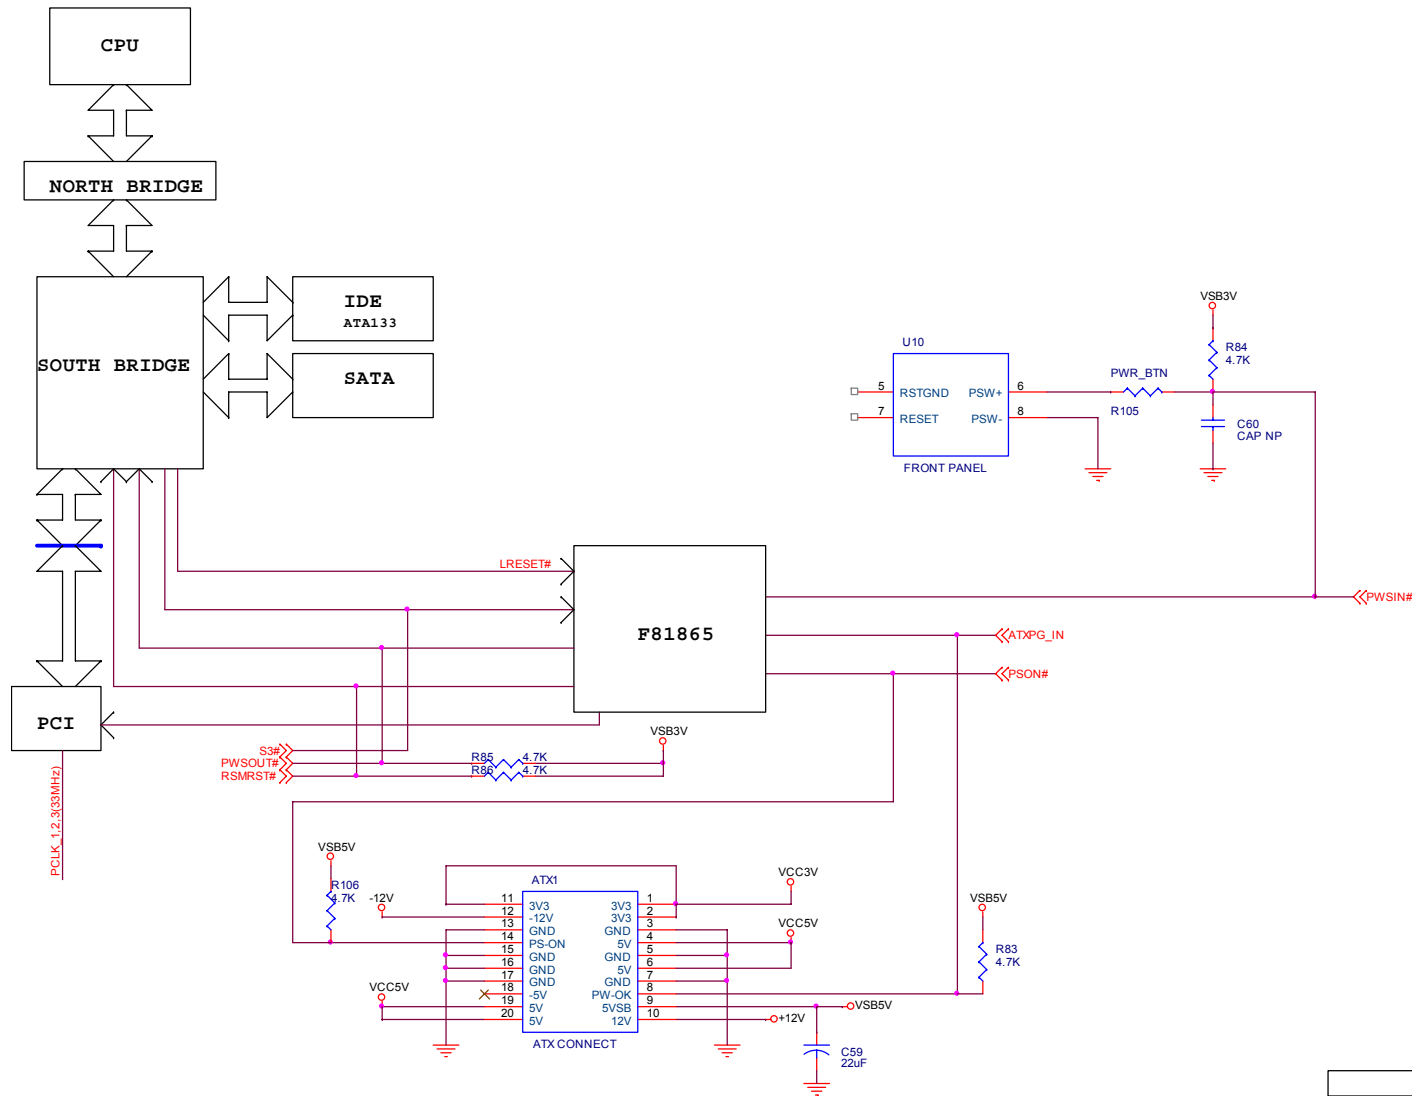 CPU
NORTH BRIDGE
SOUTH BRIDGE
IDE
ATA133
SATA
PCI
PCLK_1,2,3(33MHz)
LRESET#
F81865
S3#
PWSOUT#
RSMRST#
R85 4.7K
R86 4.7K
VSB3V
U10
5 RSTGND PSW+ 6
7 RESET PSW- 8
FRONT PANEL
PWR_BTN
R105
VSB3V
R84
4.7K
C60
CAP NP
PWSIN#
ATXPG_IN
PSON#
VSB5V
R106
4.7K
-12V
VCC5V
ATX1
11 3V3 3V3 1
12 -12V 3V3 2
13 GND GND 3
14 PS-ON 5V 4
15 GND GND 5
16 GND 5V 6
17 GND GND 7
18 -5V PW-OK 8
19 5V 5VSB 9
20 5V 12V 10
ATX CONNECT
VCC3V
VCC5V
VSB5V
R83
4.7K
VSB5V
+12V
C59
22uF